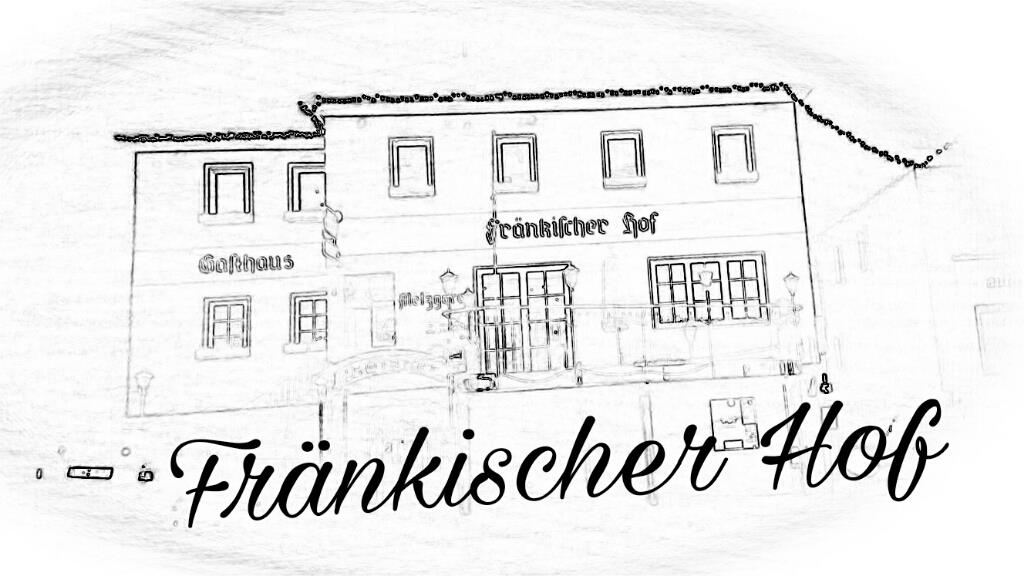 Fränkischer Hof
Gasthaus
Metzgerei
Fränkischer Hof